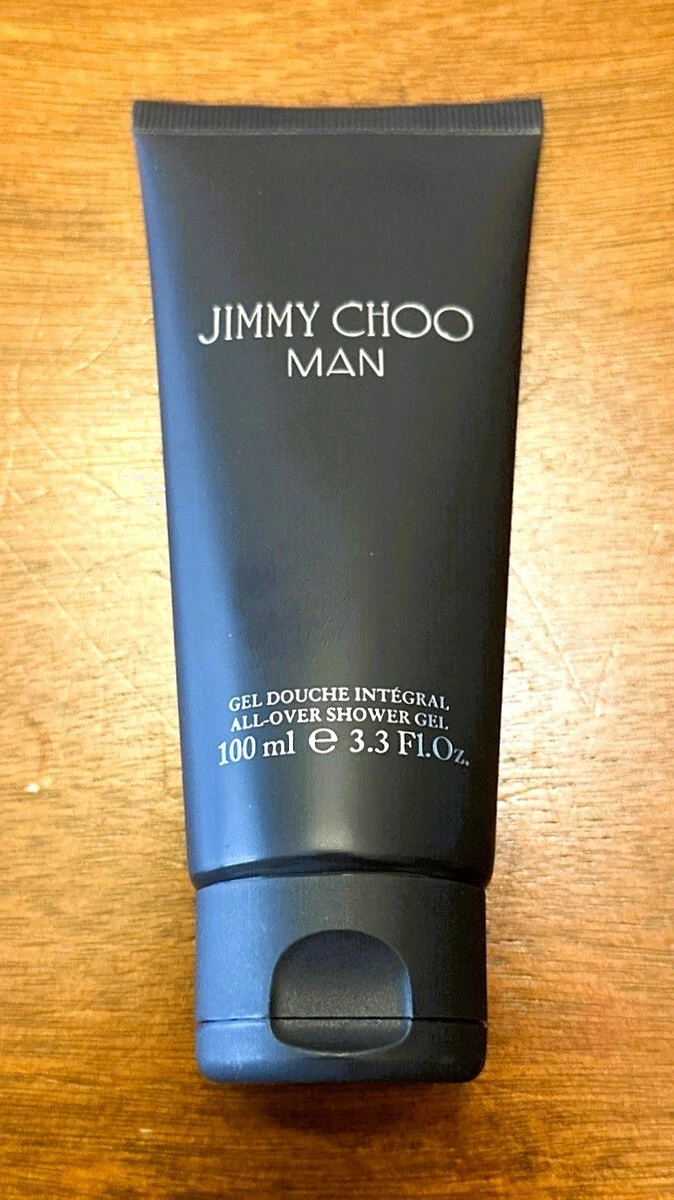 JIMMY CHOO
MAN
GEL DOUCHE INTÉGRAL
ALL-OVER SHOWER GEL
100 ml ℮ 3.3 Fl.Oz.